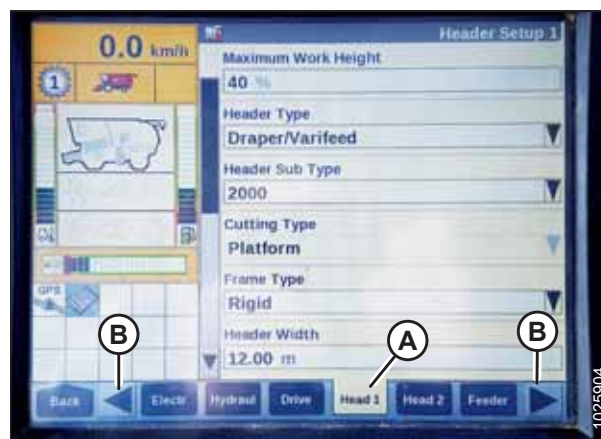 0.0 km/h
Header Setup 1
1
Maximum Work Height
40 %
Header Type
Draper/Varifeed
Header Sub Type
2000
Cutting Type
Platform
Frame Type
Rigid
GPS
Header Width
12.00 m
B
A
B
Back
Electr
Hydraul
Drive
Head 1
Head 2
Feeder
1025904